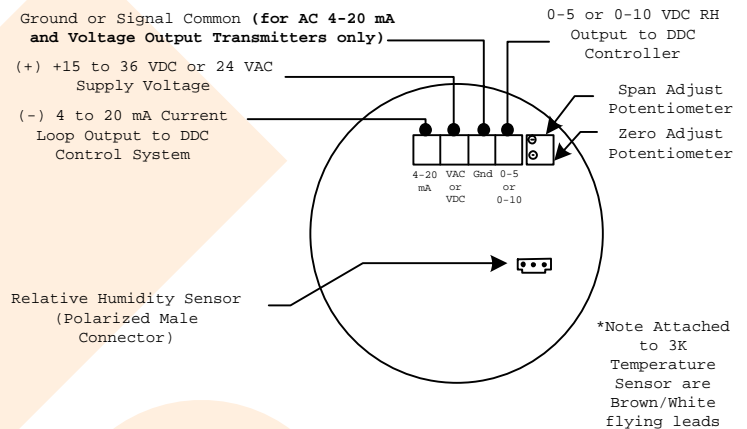 Ground or Signal Common (for AC 4-20 mA
and Voltage Output Transmitters only)
(+) +15 to 36 VDC or 24 VAC
Supply Voltage
(-) 4 to 20 mA Current
Loop Output to DDC
Control System
0-5 or 0-10 VDC RH
Output to DDC
Controller
Span Adjust
Potentiometer
Zero Adjust
Potentiometer
4-20
mA
VAC
or
VDC
Gnd
0-5
or
0-10
Relative Humidity Sensor
(Polarized Male
Connector)
*Note Attached
to 3K
Temperature
Sensor are
Brown/White
flying leads